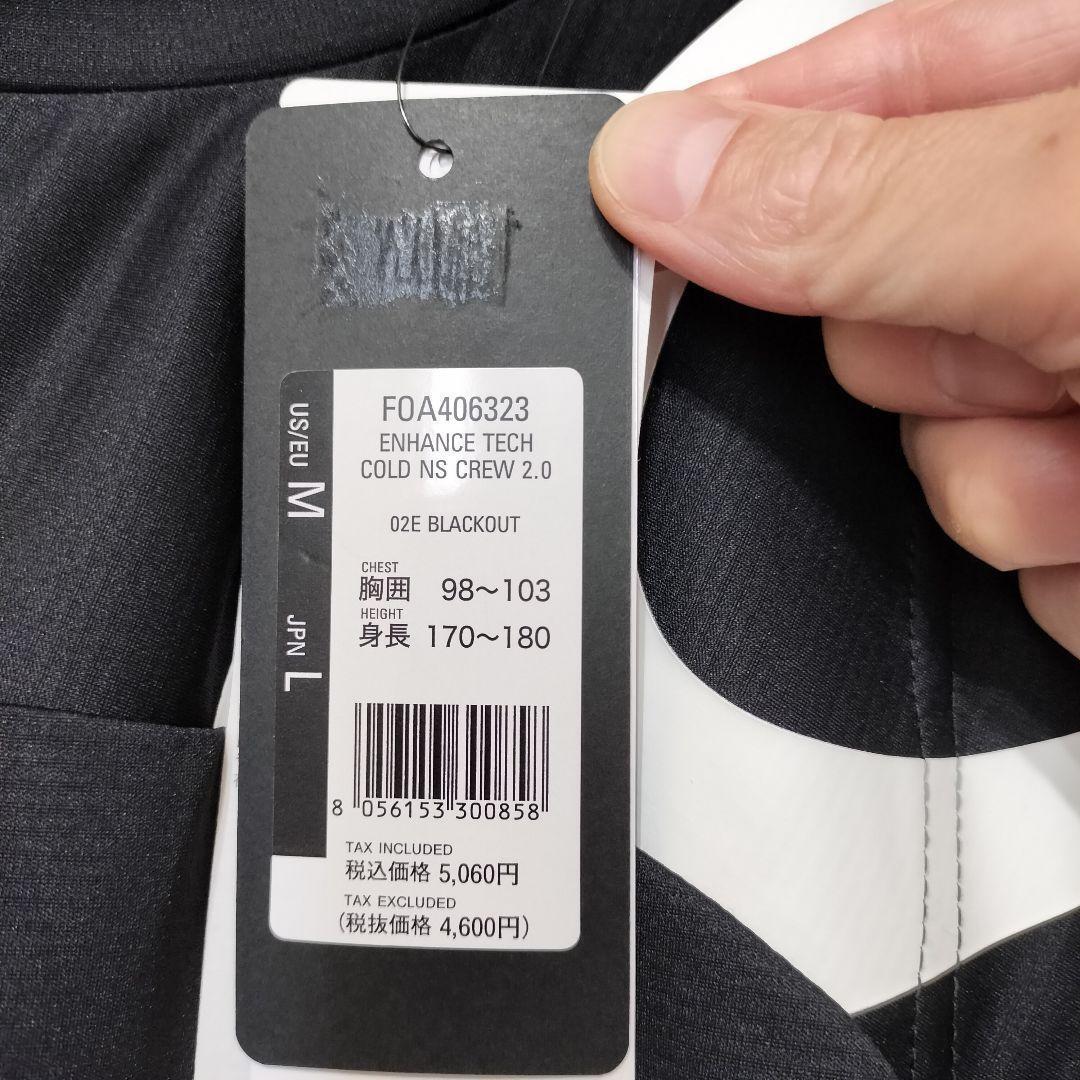 FOA406323
ENHANCE TECH
COLD NS CREW 2.0
02E BLACKOUT
US/EU M
JPN L
CHEST
胸囲 98～103
HEIGHT
身長 170～180
8 056153 300858
TAX INCLUDED
税込価格 5,060円
TAX EXCLUDED
(税抜価格 4,600円)